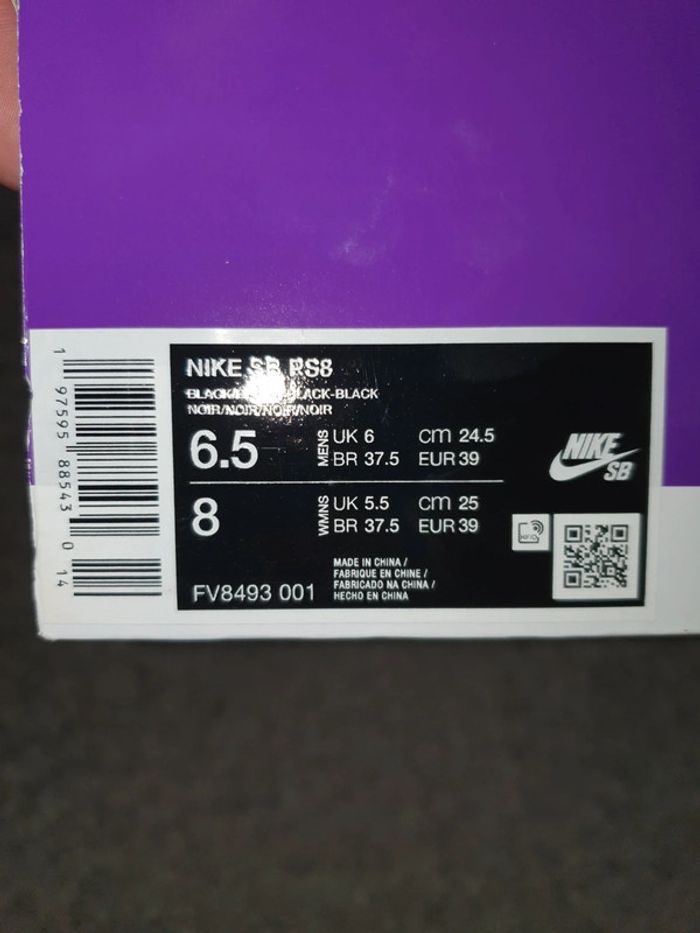 NIKE SB RS8
BLACK/BLACK-BLACK
NOIR/NOIR/NOIR/NOIR
6.5 MENS UK 6 cm 24.5
BR 37.5 EUR 39
8 WMNS UK 5.5 cm 25
BR 37.5 EUR 39
NIKE
SB
MADE IN CHINA /
FABRIQUE EN CHINE /
FABRICADO NA CHINA /
HECHO EN CHINA
FV8493 001
1 97595 88543 0 14